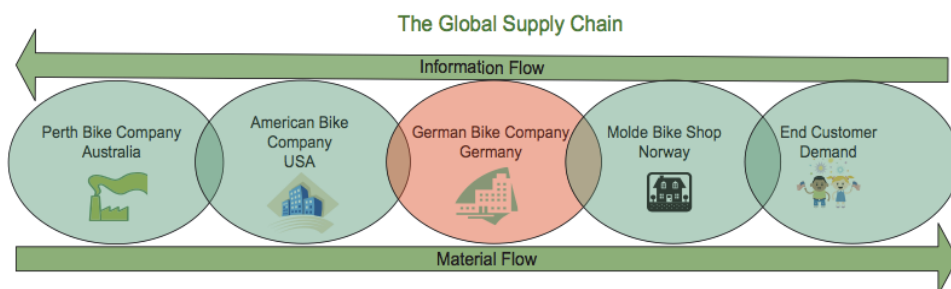 The Global Supply Chain
Information Flow
Perth Bike Company
Australia
American Bike
Company
USA
German Bike Company
Germany
Molde Bike Shop
Norway
End Customer
Demand
Material Flow